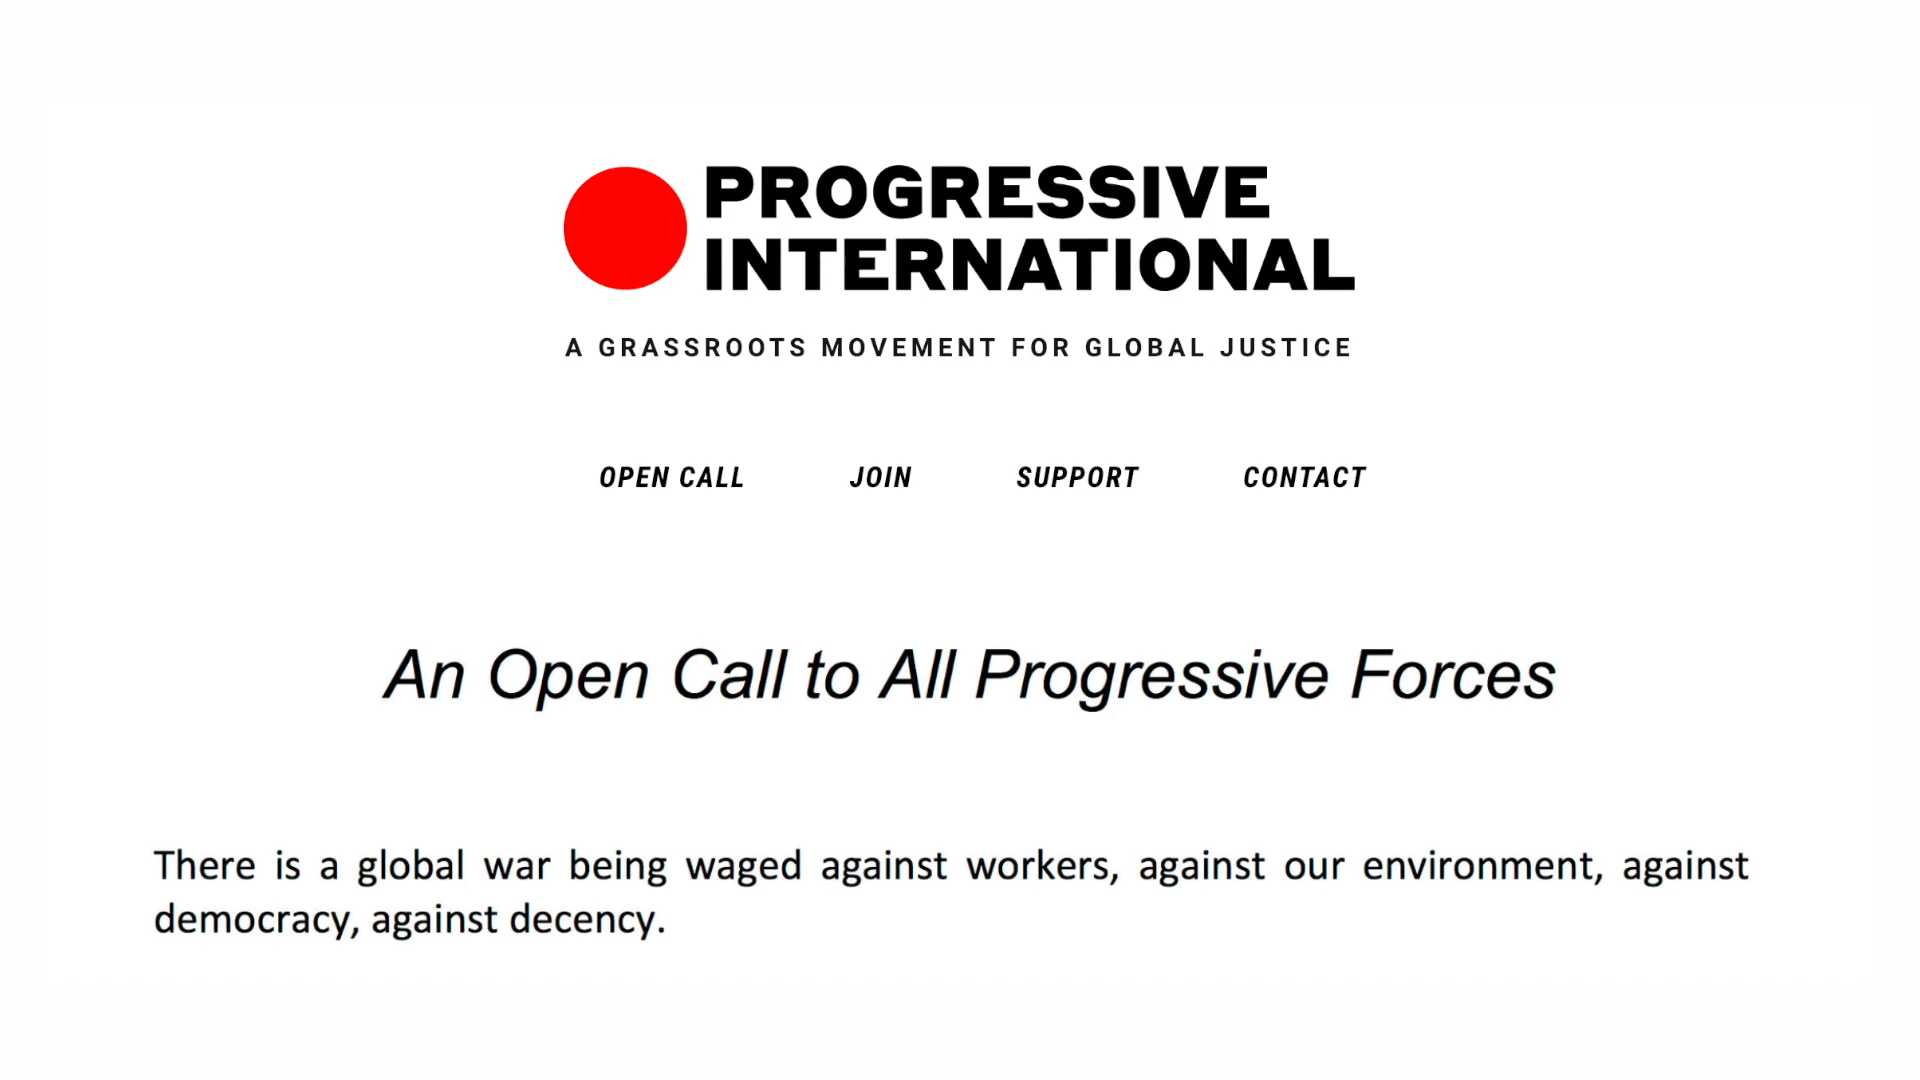 PROGRESSIVE
INTERNATIONAL
A GRASSROOTS MOVEMENT FOR GLOBAL JUSTICE
OPEN CALL JOIN SUPPORT CONTACT
An Open Call to All Progressive Forces
There is a global war being waged against workers, against our environment, against
democracy, against decency.